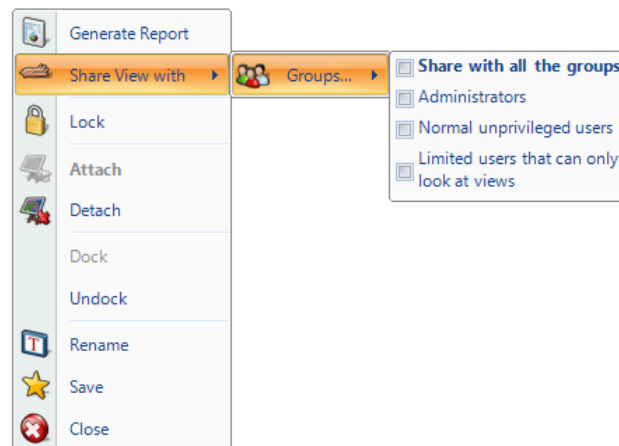 Generate Report
Share View with
Groups...
Share with all the groups
Administrators
Normal unprivileged users
Limited users that can only
look at views
Lock
Attach
Detach
Dock
Undock
Rename
Save
Close